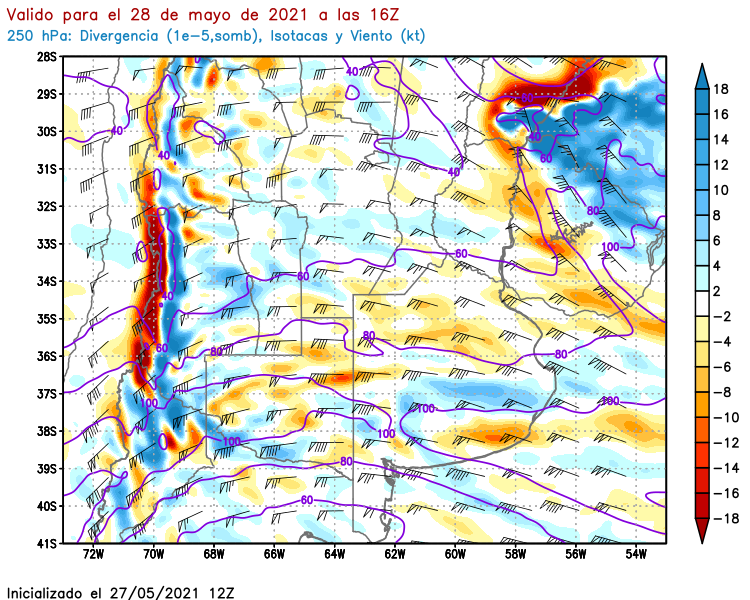 Valido para el 28 de mayo de 2021 a las 16Z
250 hPa: Divergencia (1e−5,somb), Isotacas y Viento (kt)
28S
29S
30S
31S
32S
33S
34S
35S
36S
37S
38S
39S
40S
41S
72W 70W 68W 66W 64W 62W 60W 58W 56W 54W
18
16
14
12
10
8
6
4
2
−2
−4
−6
−8
−10
−12
−14
−16
−18
40
40
40
40
40
40
40
60
60
60
60
60
60
80
80
80
80
80
100
100
100
100
100
100
Inicializado el 27/05/2021 12Z